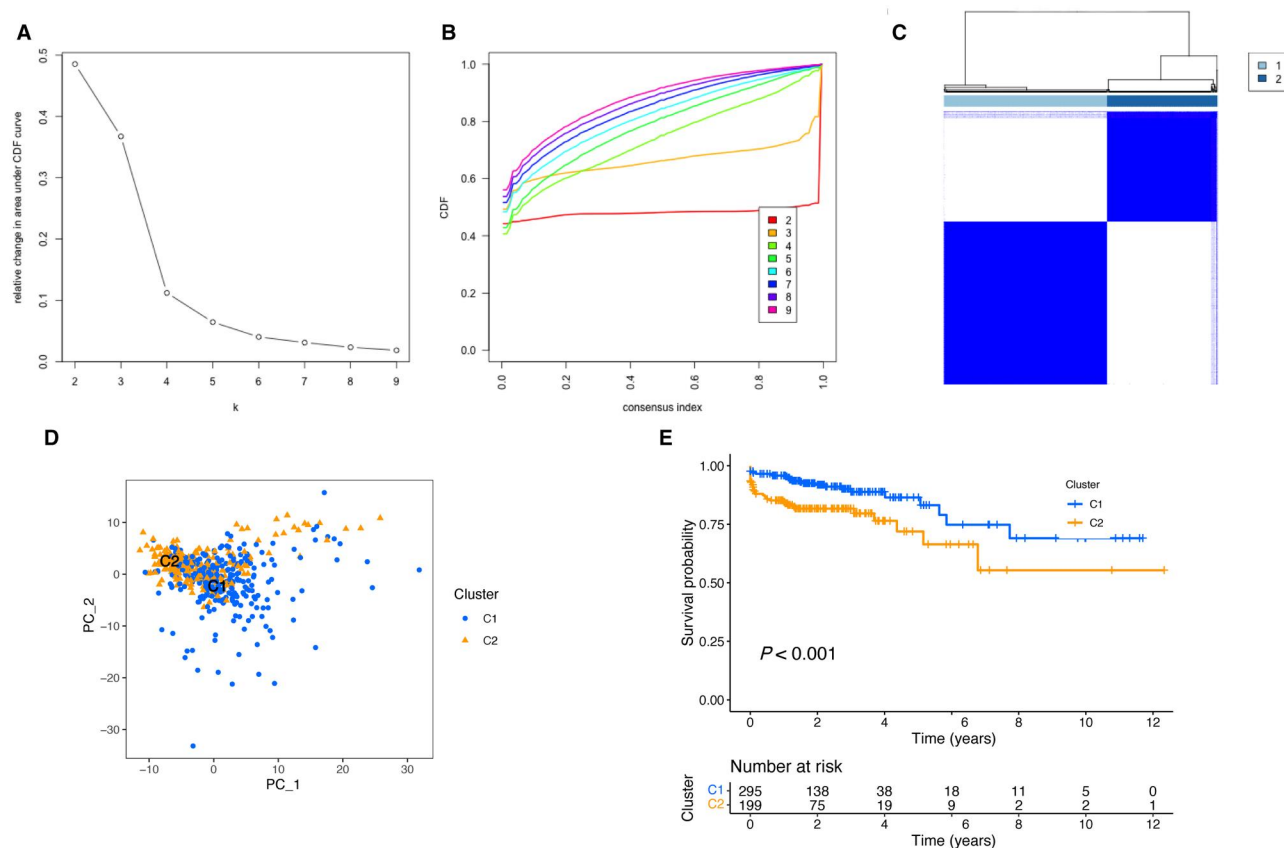 A
relative change in area under CDF curve
0.5
0.4
0.3
0.2
0.1
0.0
2 3 4 5 6 7 8 9
k
B
CDF
1.0
0.8
0.6
0.4
0.2
0.0
2
3
4
5
6
7
8
9
0.0 0.2 0.4 0.6 0.8 1.0
consensus index
C
1
2
D
PC_2
10
0
−10
−20
−30
C2
C1
−10 0 10 20 30
PC_1
Cluster
C1
C2
E
Survival probability
1.00
0.75
0.50
0.25
0.00
Cluster
C1
C2
P < 0.001
0 2 4 6 8 10 12
Time (years)
Number at risk
Cluster
C1 295 138 38 18 11 5 0
C2 199 75 19 9 2 2 1
0 2 4 6 8 10 12
Time (years)